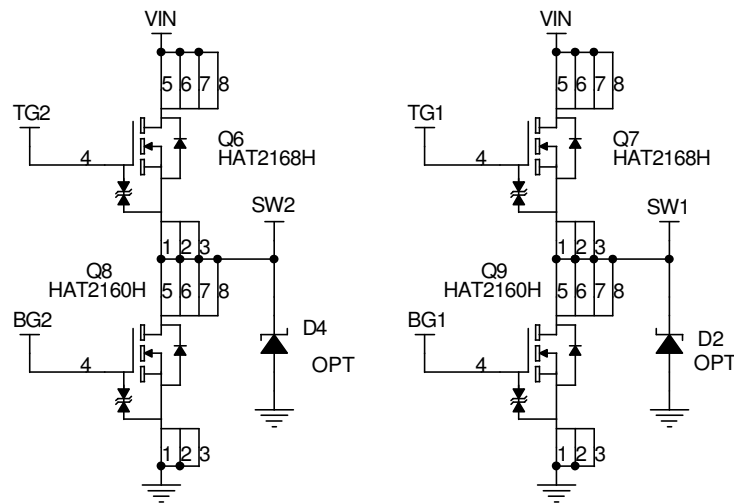 VIN
5 6 7 8
TG2
4
Q6
HAT2168H
SW2
1 2 3
Q8
HAT2160H
5 6 7 8
BG2
4
D4
OPT
1 2 3
VIN
5 6 7 8
TG1
4
Q7
HAT2168H
SW1
1 2 3
Q9
HAT2160H
5 6 7 8
BG1
4
D2
OPT
1 2 3